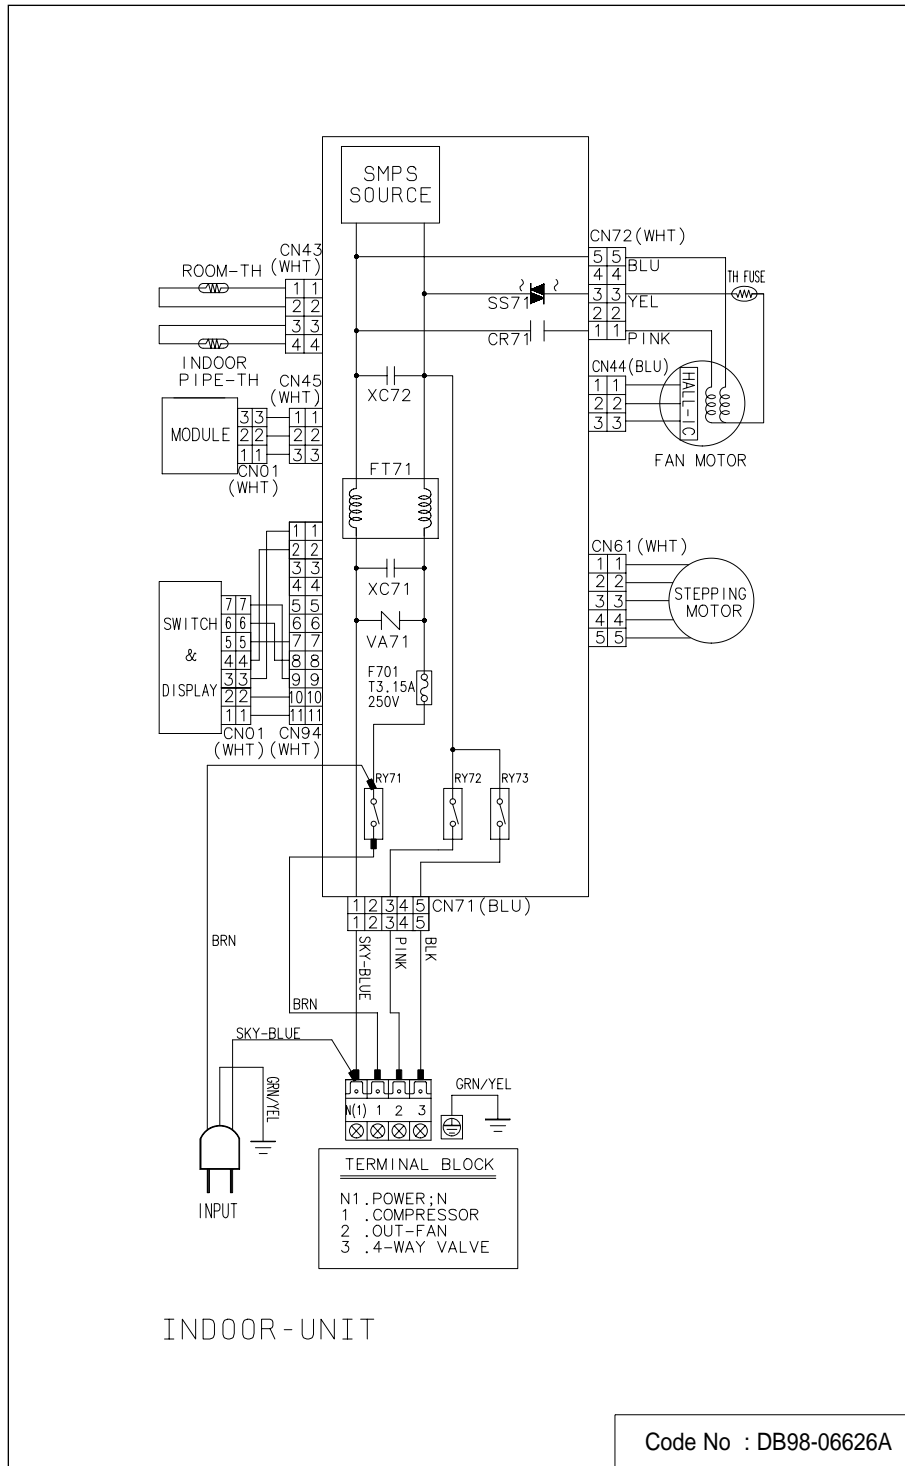 SMPS
SOURCE
CN43
(WHT)
ROOM-TH
1 1
2 2
3 3
4 4
INDOOR
PIPE-TH
CN72(WHT)
5 5
4 4
3 3
2 2
1 1
BLU
YEL
PINK
TH FUSE
SS71
CR71
XC72
CN45
(WHT)
MODULE
3 3
2 2
1 1
1 1
2 2
3 3
CN01
(WHT)
CN44(BLU)
1 1
2 2
3 3
HALL-IC
FAN MOTOR
FT71
XC71
VA71
F701
T3.15A
250V
1 1
2 2
3 3
4 4
5 5
6 6
7 7
8 8
9 9
10 10
11 11
SWITCH
&
DISPLAY
7 7
6 6
5 5
4 4
3 3
2 2
1 1
CN01
(WHT)
CN94
(WHT)
CN61(WHT)
1 1
2 2
3 3
4 4
5 5
STEPPING
MOTOR
RY71
RY72
RY73
1 2 3 4 5
1 2 3 4 5
CN71(BLU)
BRN
SKY-BLUE
PINK
BLK
BRN
SKY-BLUE
GRN/YEL
GRN/YEL
N(1) 1 2 3
INPUT
TERMINAL BLOCK
N1.POWER;N
1 .COMPRESSOR
2 .OUT-FAN
3 .4-WAY VALVE
INDOOR-UNIT
Code No : DB98-06626A